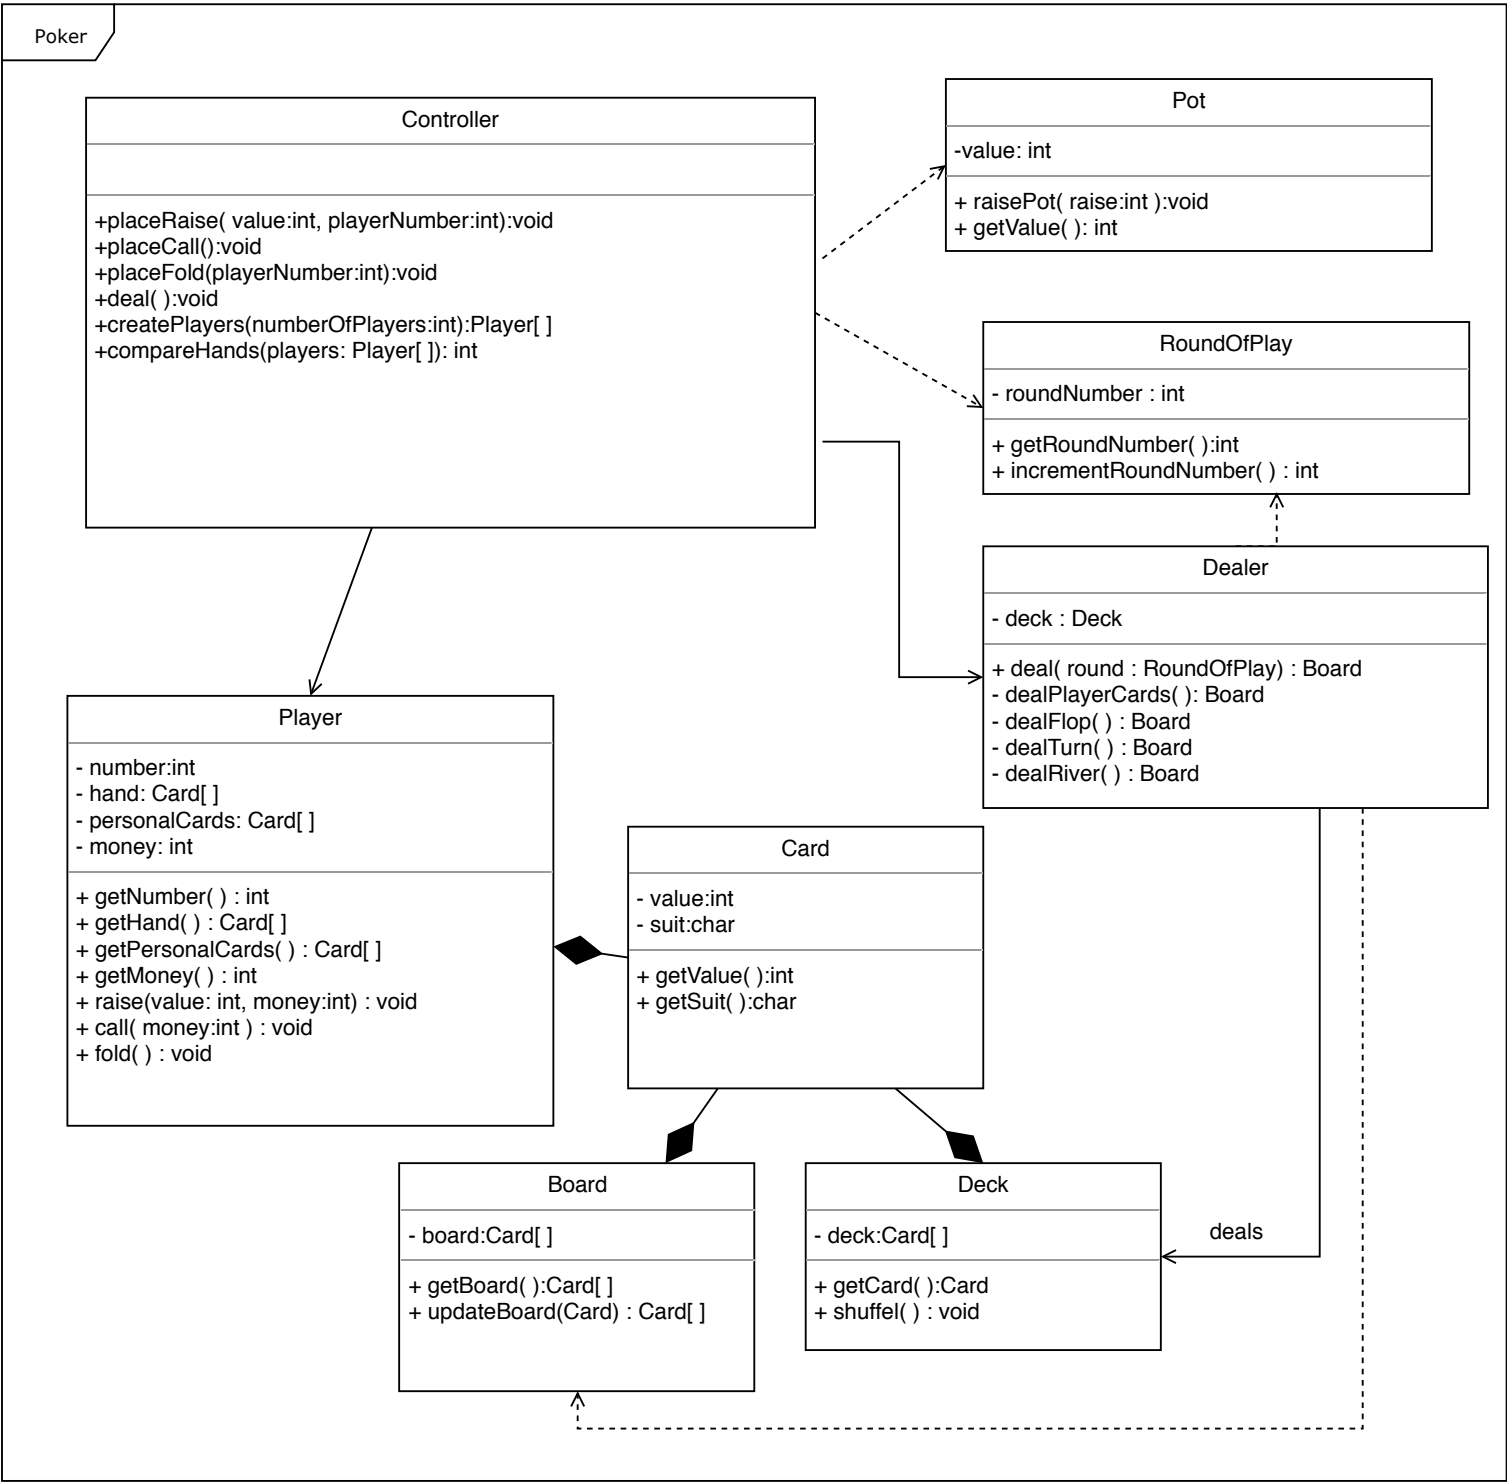 Poker
Controller
+placeRaise( value:int, playerNumber:int):void
+placeCall():void
+placeFold(playerNumber:int):void
+deal( ):void
+createPlayers(numberOfPlayers:int):Player[ ]
+compareHands(players: Player[ ]): int
Pot
-value: int
+ raisePot( raise:int ):void
+ getValue( ): int
RoundOfPlay
- roundNumber : int
+ getRoundNumber( ):int
+ incrementRoundNumber( ) : int
Dealer
- deck : Deck
+ deal( round : RoundOfPlay) : Board
- dealPlayerCards( ): Board
- dealFlop( ) : Board
- dealTurn( ) : Board
- dealRiver( ) : Board
Player
- number:int
- hand: Card[ ]
- personalCards: Card[ ]
- money: int
+ getNumber( ) : int
+ getHand( ) : Card[ ]
+ getPersonalCards( ) : Card[ ]
+ getMoney( ) : int
+ raise(value: int, money:int) : void
+ call( money:int ) : void
+ fold( ) : void
Card
- value:int
- suit:char
+ getValue( ):int
+ getSuit( ):char
Board
- board:Card[ ]
+ getBoard( ):Card[ ]
+ updateBoard(Card) : Card[ ]
Deck
- deck:Card[ ]
+ getCard( ):Card
+ shuffel( ) : void
deals